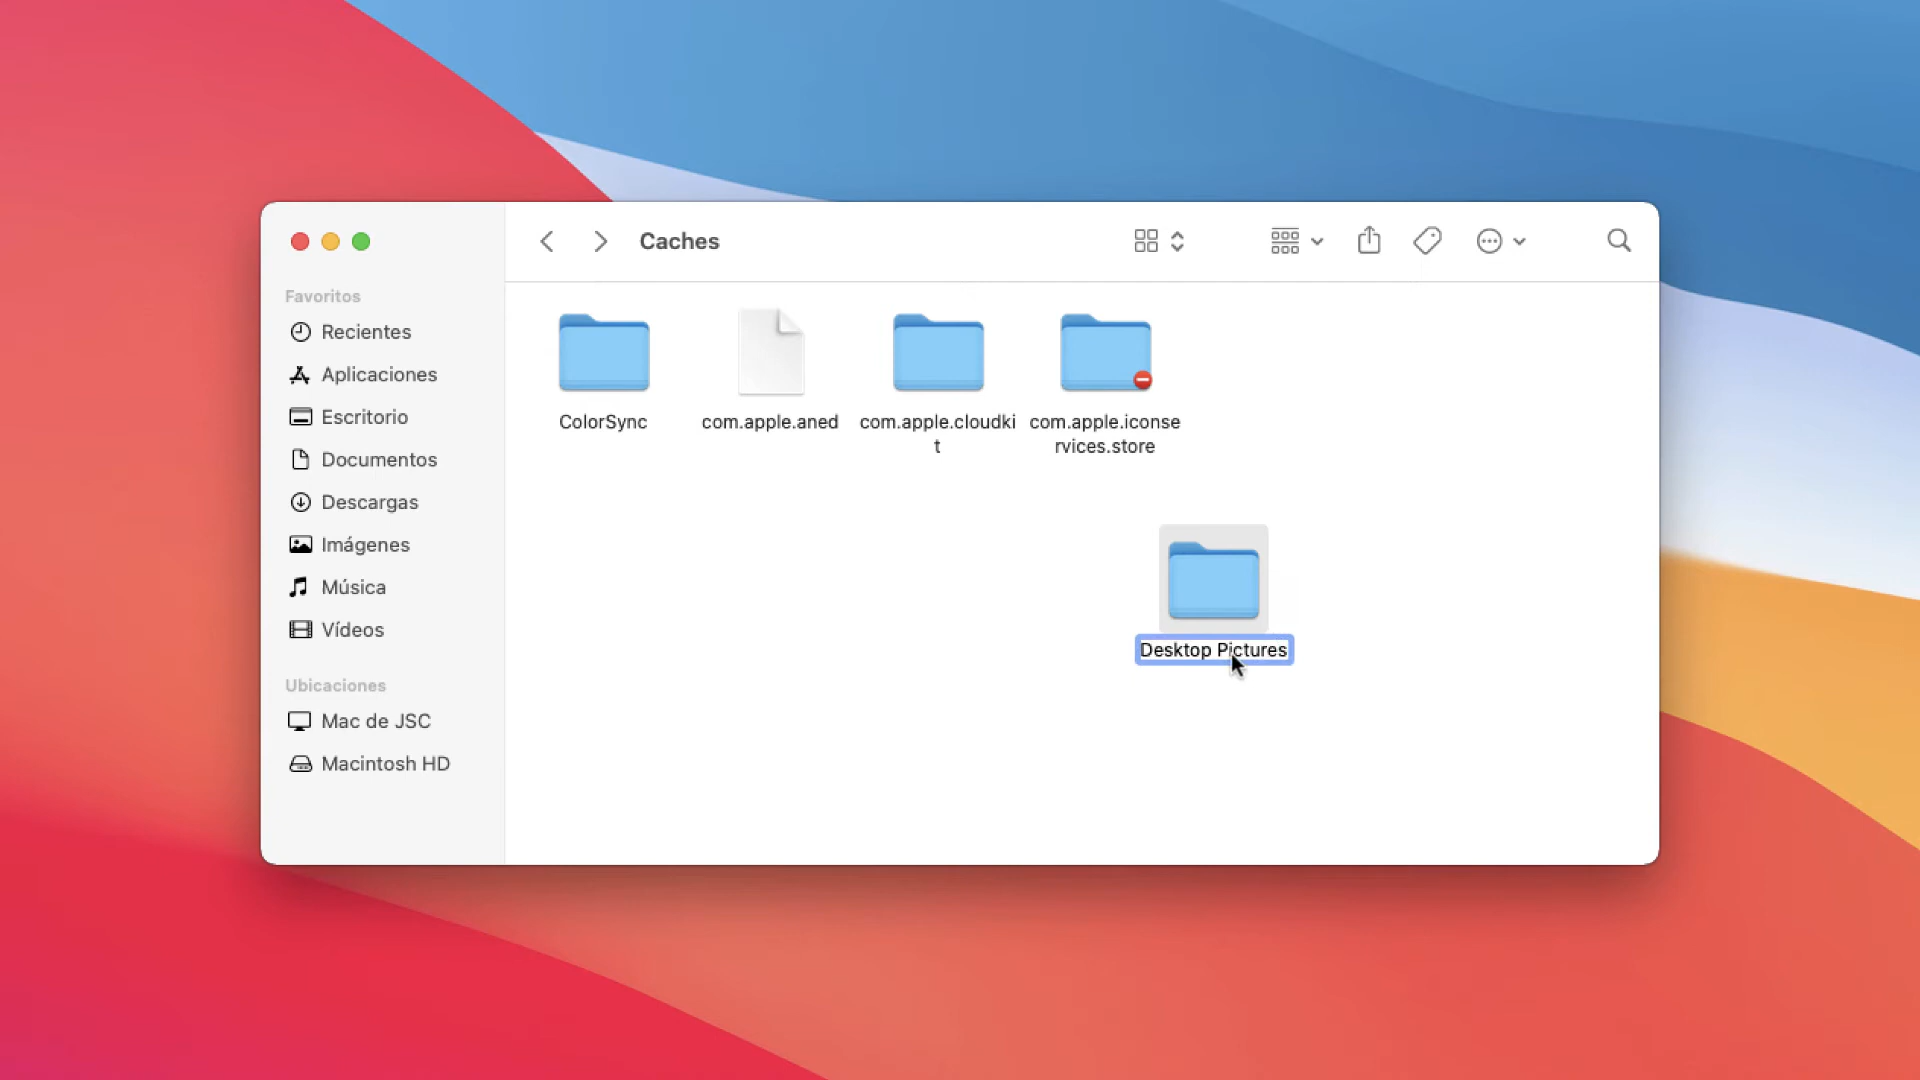 Caches
Favoritos
Recientes
Aplicaciones
Escritorio
Documentos
Descargas
Imágenes
Música
Vídeos
Ubicaciones
Mac de JSC
Macintosh HD
ColorSync
com.apple.aned
com.apple.cloudki
t
com.apple.iconse
rvices.store
Desktop Pictures